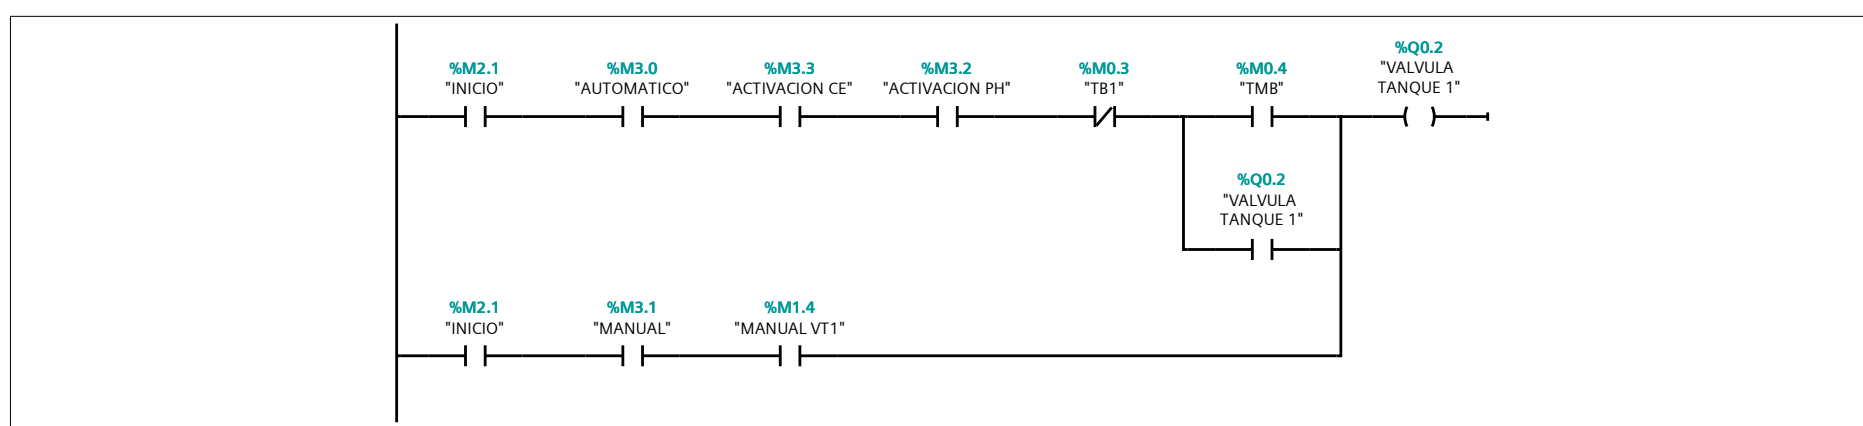 %M2.1
"INICIO"
%M3.0
"AUTOMATICO"
%M3.3
"ACTIVACION CE"
%M3.2
"ACTIVACION PH"
%M0.3
"TB1"
%M0.4
"TMB"
%Q0.2
"VALVULA
TANQUE 1"
%Q0.2
"VALVULA
TANQUE 1"
%M2.1
"INICIO"
%M3.1
"MANUAL"
%M1.4
"MANUAL VT1"